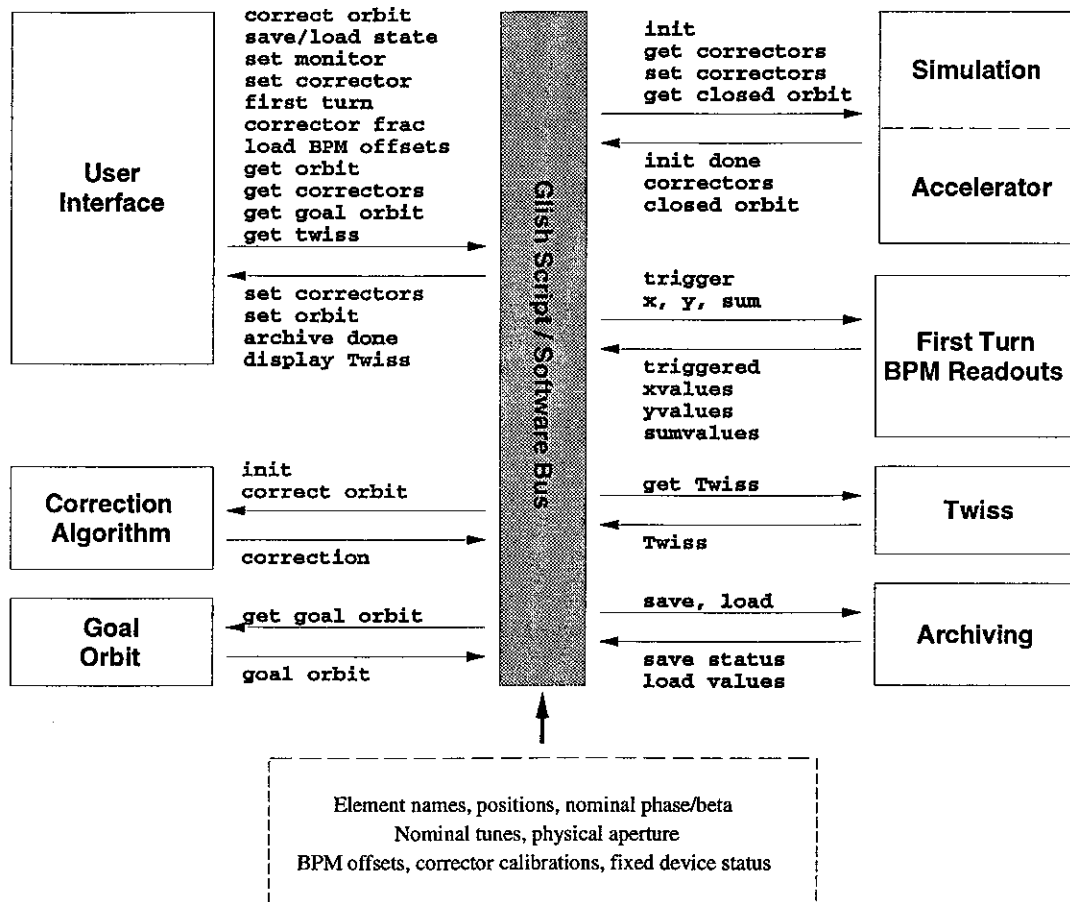 correct orbit
save/load state
set monitor
set corrector
first turn
corrector frac
load BPM offsets
get orbit
get correctors
get goal orbit
get twiss
User
Interface
set correctors
set orbit
archive done
display Twiss
init
correct orbit
Correction
Algorithm
correction
get goal orbit
Goal
Orbit
goal orbit
Glish Script / Software Bus
init
get correctors
set correctors
get closed orbit
Simulation
init done
correctors
closed orbit
Accelerator
trigger
x, y, sum
First Turn
BPM Readouts
triggered
xvalues
yvalues
sumvalues
get Twiss
Twiss
Twiss
save, load
Archiving
save status
load values
Element names, positions, nominal phase/beta
Nominal tunes, physical aperture
BPM offsets, corrector calibrations, fixed device status